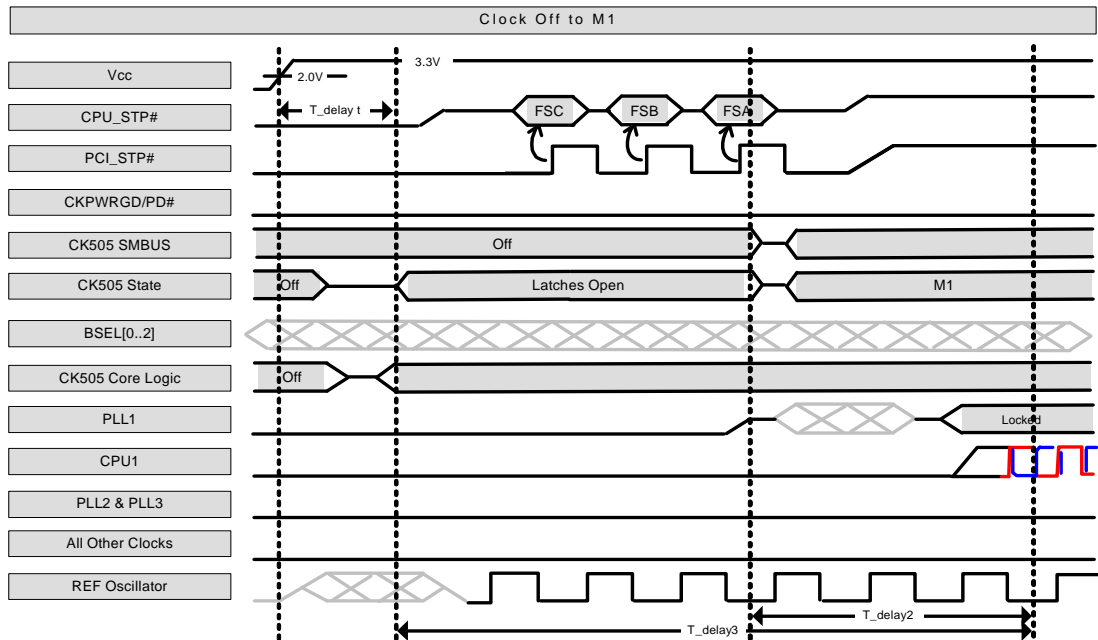 Clock Off to M1
Vcc
2.0V
3.3V
CPU_STP#
T_delay t
FSC
FSB
FSA
PCI_STP#
CKPWRGD/PD#
CK505 SMBUS
Off
CK505 State
Off
Latches Open
M1
BSEL[0..2]
CK505 Core Logic
Off
PLL1
Locked
CPU1
PLL2 & PLL3
All Other Clocks
REF Oscillator
T_delay2
T_delay3